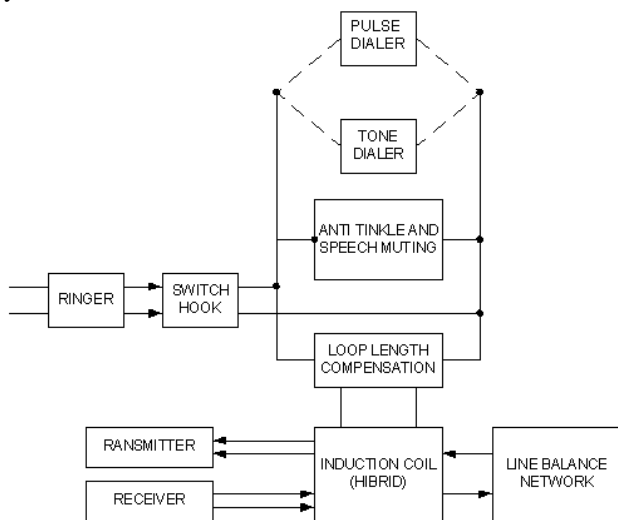 PULSE
DIALER
TONE
DIALER
ANTI TINKLE AND
SPEECH MUTING
RINGER
SWITCH
HOOK
LOOP LENGTH
COMPENSATION
RANSMITTER
INDUCTION COIL
(HIBRID)
LINE BALANCE
NETWORK
RECEIVER